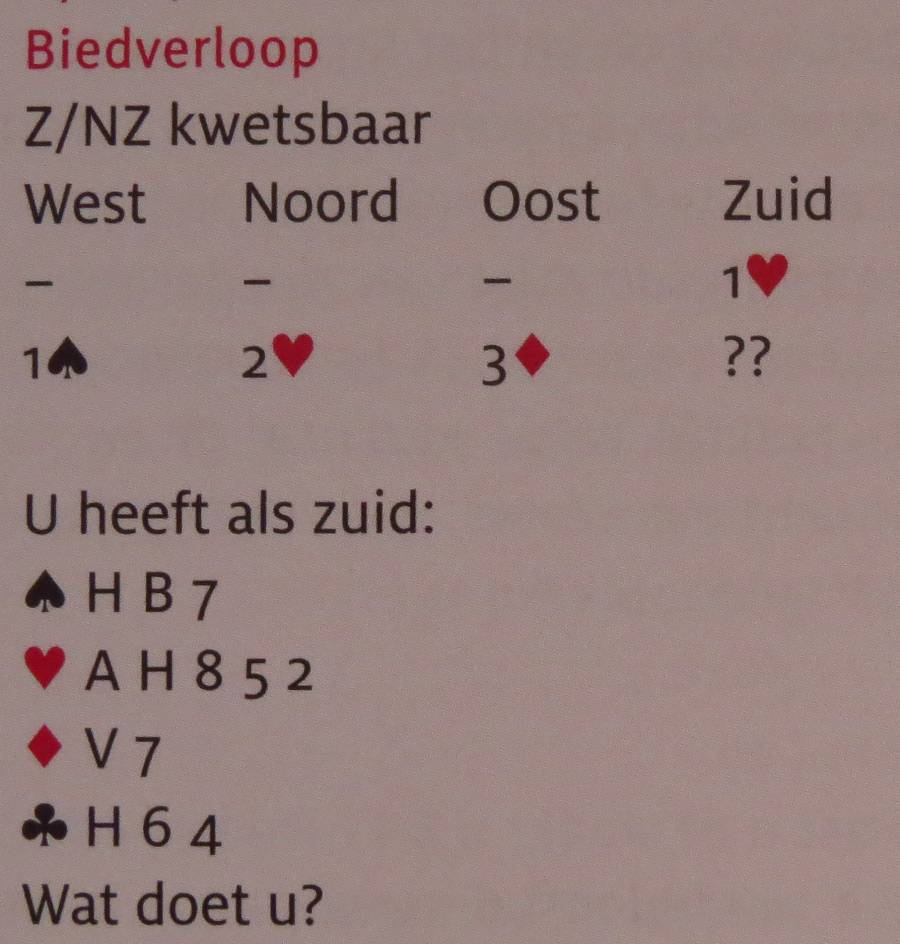 Biedverloop
Z/NZ kwetsbaar
West Noord Oost Zuid
– – – 1♥
1♠ 2♥ 3♦ ??
U heeft als zuid:
♠ H B 7
♥ A H 8 5 2
♦ V 7
♣ H 6 4
Wat doet u?